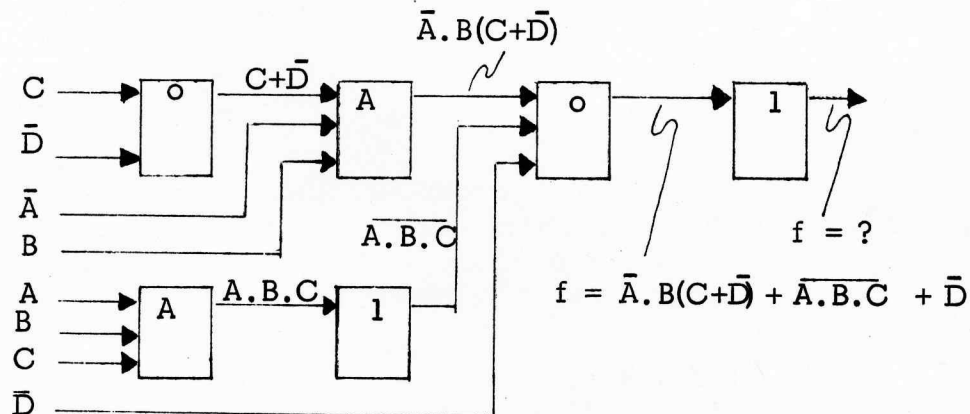 Ā.B(C+D̄)
C O C+D̄ A O 1
D̄
Ā
B A̅.̅B̅.̅C̅ f = ?
A A.B.C f = Ā.B(C+D̄) + A̅.̅B̅.̅C̅ + D̄
B A 1
C
D̄